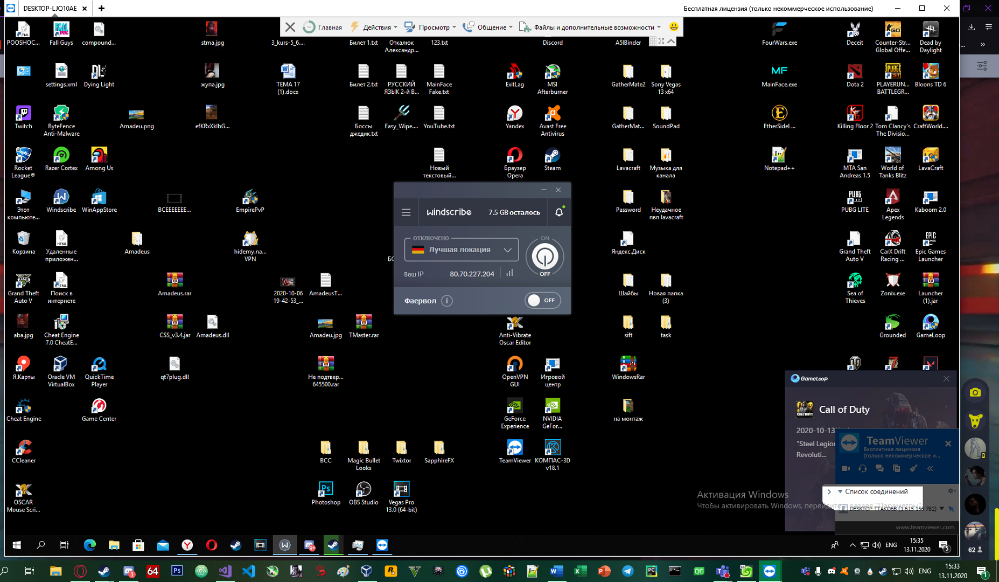 DESKTOP-LJQ10AE
Бесплатная лицензия (только некоммерческое использование)
Главная
Действия
Просмотр
Общение
Файлы и дополнительные возможности
POOSHOC...
Fall Guys
compound...
stma.jpg
3_kurs-5_6....
Билет 1.txt
Откалюк
Александр...
123.txt
Discord
A5IBinder
FourWars.exe
Deceit
Counter-Str...
Global Offe...
Dead by
Daylight
settings.xml
Dying Light
жупа.jpg
ТЕМА 17
(1).docx
Билет 2.txt
РУССКИЙ
ЯЗЫК 2-й В...
MainFace
Fake.txt
ExitLag
MSI
Afterburner
GatherMate2
Sony Vegas
13 x64
MF
MainFace.exe
Dota 2
PLAYERUN...
BATTLEGR...
Bloons TD 6
Twitch
ByteFence
Anti-Malware
Amadeu.png
efKRxXklbG...
Боссы
джедик.txt
Easy_Wipe....
YouTube.txt
Yandex
Avast Free
Antivirus
GatherMat...
SoundPad
EtherSideL...
Killing Floor 2
Tom Clancy's
The Divisio...
CraftWorld....
Rocket
League®
Razer Cortex
Among Us
Новый
текстовый...
Браузер
Opera
Steam
Lavacraft
Музыка для
канала
Notepad++
MTA San
Andreas 1.5
World of
Tanks Blitz
LavaCraft
Этот
компьюте...
Windscribe
WinAppStore
ВСЕЕЕЕЕЕ...
EmpirePvP
windscribe
7.5 GB осталось
Password
Неудачное
пвп lavacraft
PUBG LITE
Apex
Legends
Kaboom 2.0
Корзина
Удаленные
приложен...
Amadeus
hidemy.na...
VPN
ОТКЛЮЧЕНО
Лучшая локация
ON
OFF
Ваш IP
80.70.227.204
Фаервол
OFF
Яндекс.Диск
Grand Theft
Auto V
CarX Drift
Racing ...
Epic Games
Launcher
Grand Theft
Auto V
Поиск в
интернете
Amadeus.rar
2020-10-06
19-42-53_...
AmadeusT...
Шайбы
Новая папка
(3)
Sea of
Thieves
Zonix.exe
Launcher
(1).jar
aba.jpg
Cheat Engine
7.0 CheatE...
CSS_v3.4.jar
Amadeus.dll
Amadeu.jpg
TMaster.rar
Anti-Vibrate
Oscar Editor
sift
task
Grounded
GameLoop
Я.Карты
Oracle VM
VirtualBox
QuickTime
Player
qt7plug.dll
Не подтвер...
645500.rar
OpenVPN
GUI
Игровой
центр
WindowsRar
Cheat Engine
Game Center
GeForce
Experience
NVIDIA
GeFor...
на монтаж
GameLoop
Call of Duty
2020-10-13
"Steel Legion
Revoluti...
CCleaner
BCC
Magic Bullet
Looks
Twixtor
SapphireFX
TeamViewer
КОМПАС-3D
v18.1
TeamViewer
Бесплатная лицензия
(только некоммерческое и...
Список соединений
DESKTOP-TTAKO6B (1 615 156 782)
www.teamviewer.com
OSCAR
Mouse Scri...
Photoshop
OBS Studio
Vegas Pro
13.0 (64-bit)
Активация Windows
Чтобы активировать Windows, перейдите в раздел "Параметры".
ENG
15:35
13.11.2020
5
62
64
ENG
15:33
13.11.2020
1